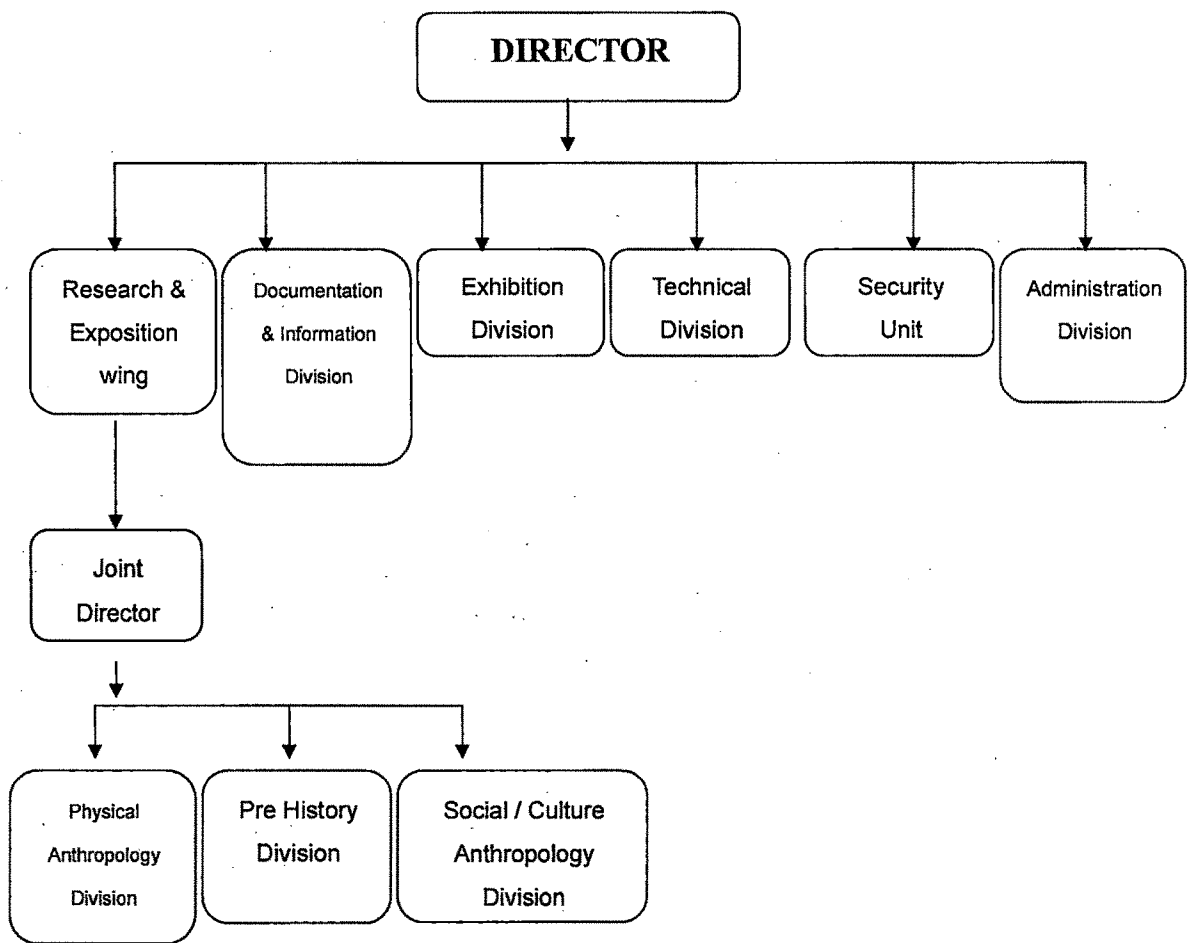 DIRECTOR
Research &
Exposition
wing
Documentation
& Information
Division
Exhibition
Division
Technical
Division
Security
Unit
Administration
Division
Joint
Director
Physical
Anthropology
Division
Pre History
Division
Social / Culture
Anthropology
Division